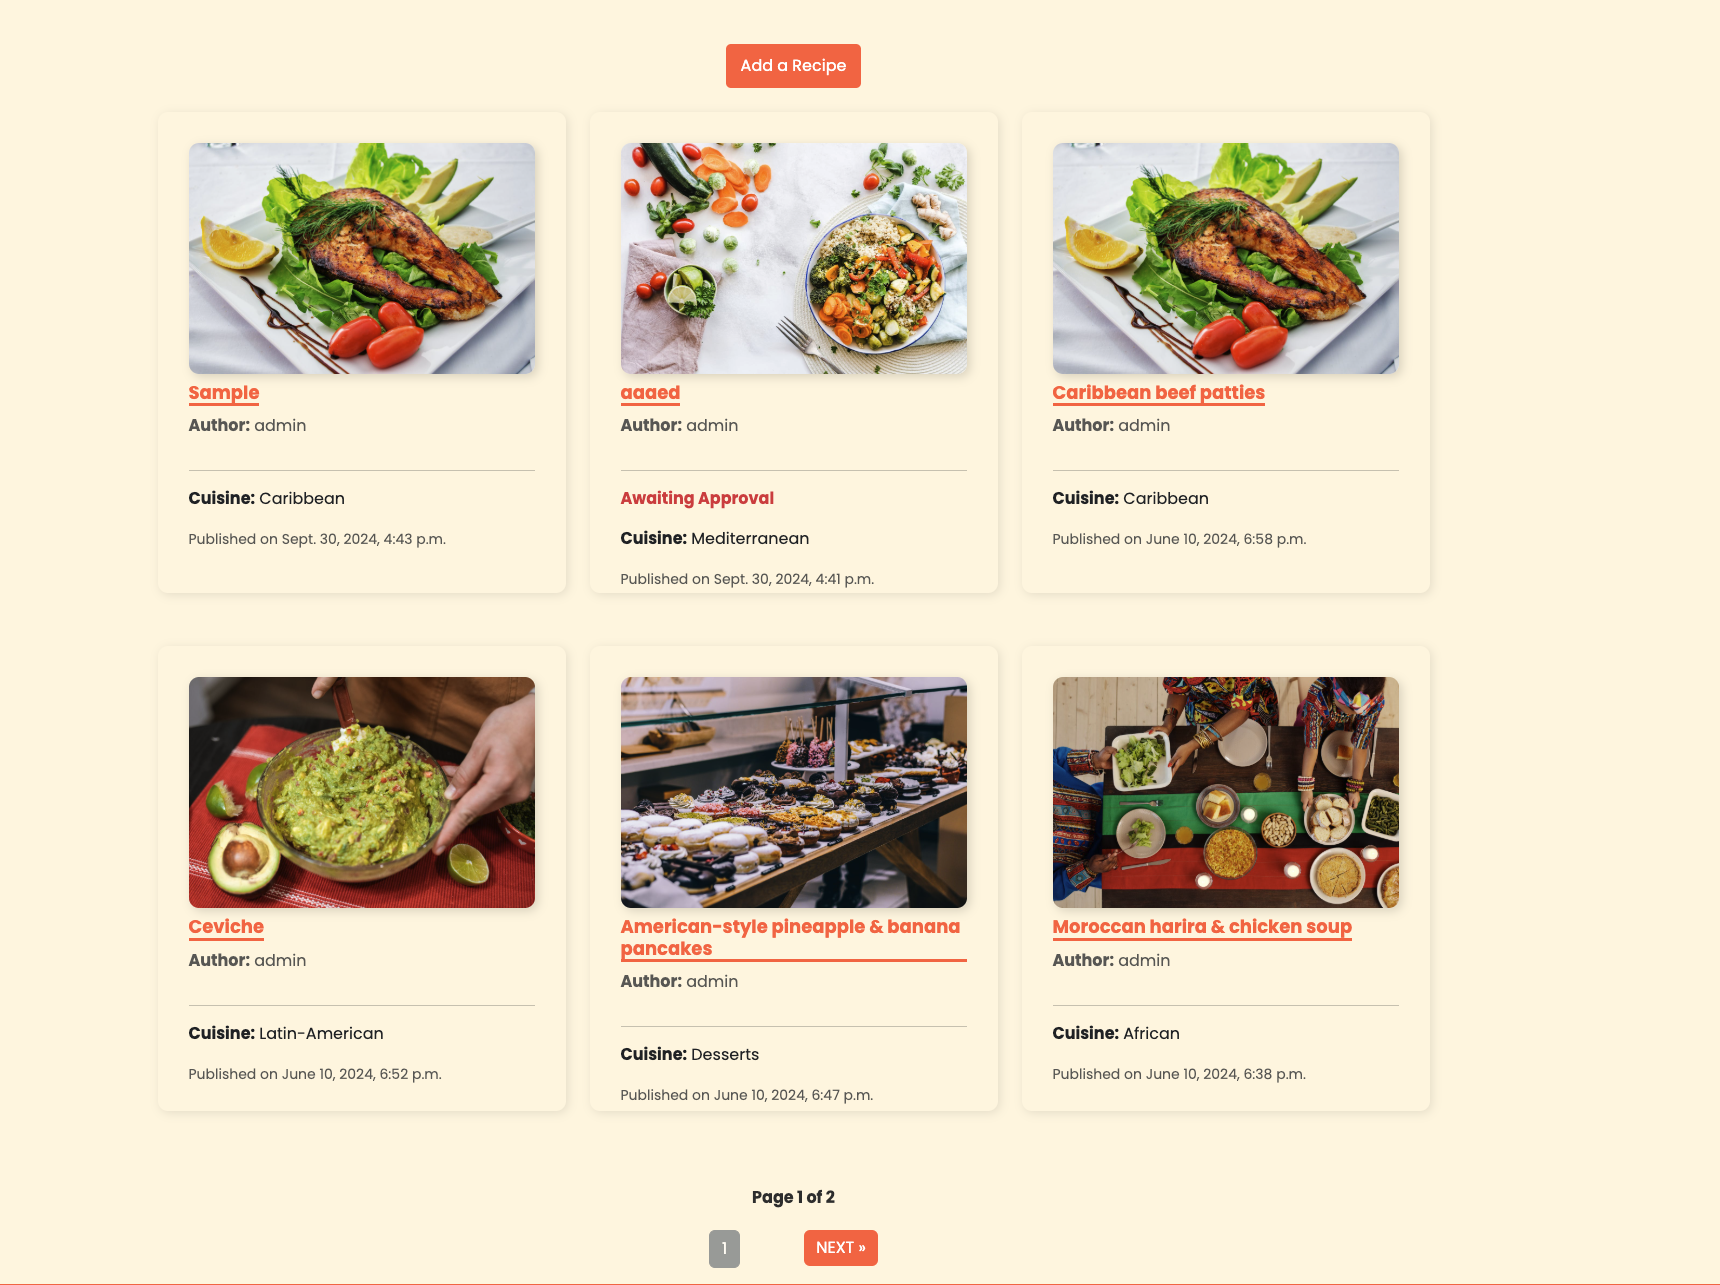 Add a Recipe
Sample
Author: admin
Cuisine: Caribbean
Published on Sept. 30, 2024, 4:43 p.m.
aaaed
Author: admin
Awaiting Approval
Cuisine: Mediterranean
Published on Sept. 30, 2024, 4:41 p.m.
Caribbean beef patties
Author: admin
Cuisine: Caribbean
Published on June 10, 2024, 6:58 p.m.
Ceviche
Author: admin
Cuisine: Latin-American
Published on June 10, 2024, 6:52 p.m.
American-style pineapple & banana
pancakes
Author: admin
Cuisine: Desserts
Published on June 10, 2024, 6:47 p.m.
Moroccan harira & chicken soup
Author: admin
Cuisine: African
Published on June 10, 2024, 6:38 p.m.
Page 1 of 2
1
NEXT »